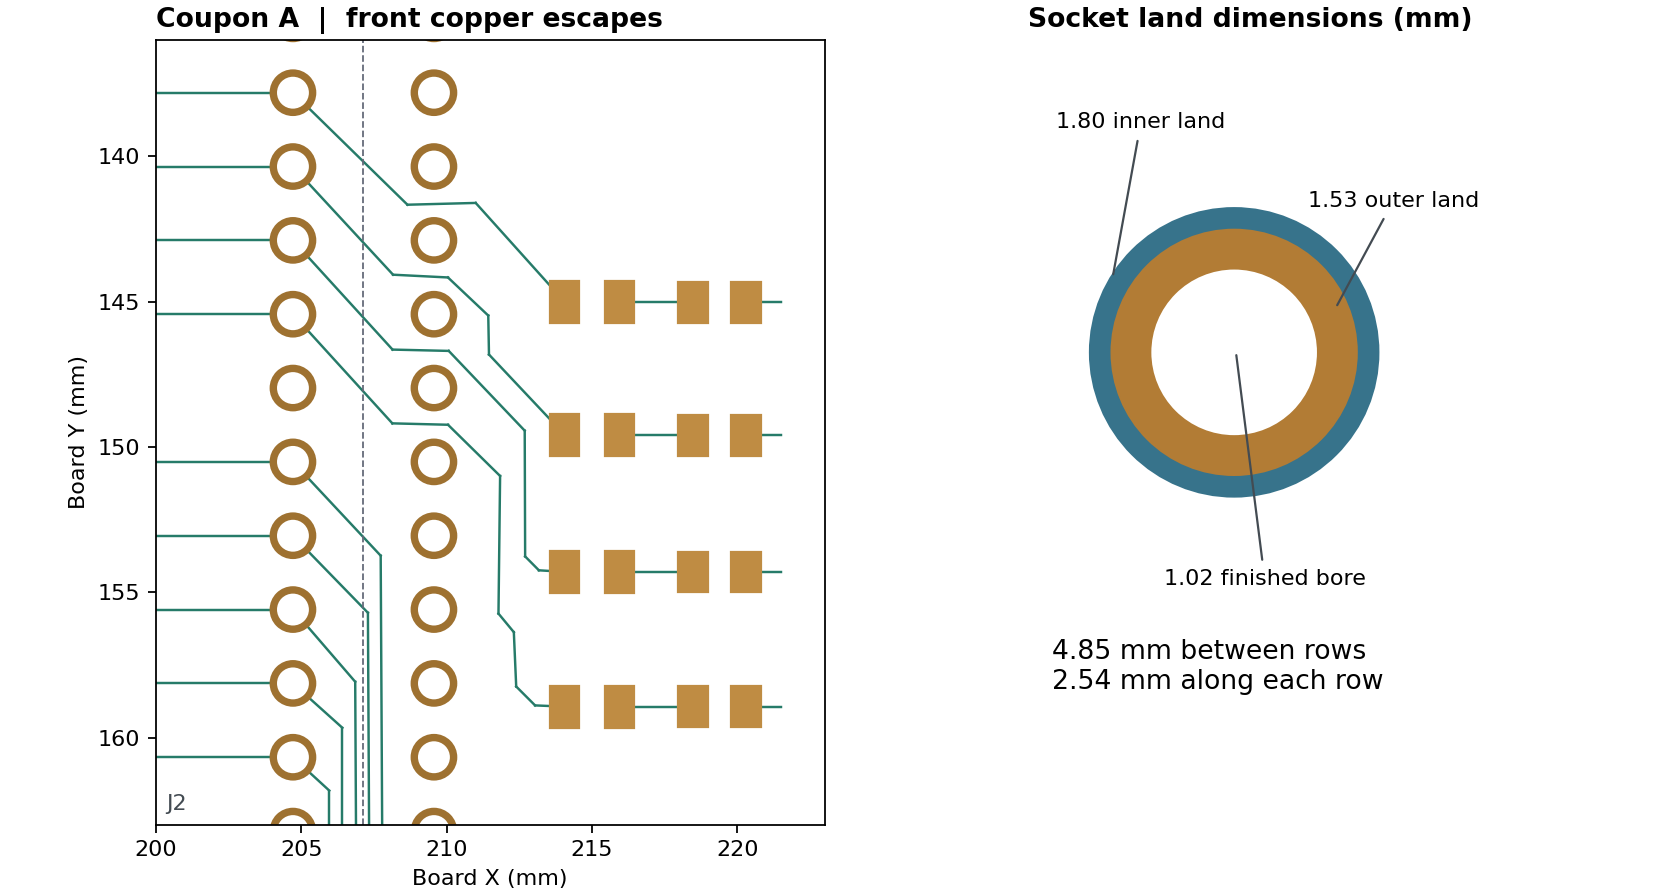 Coupon A | front copper escapes
140
145
150
155
160
Board Y (mm)
J2
200
205
210
215
220
Board X (mm)
Socket land dimensions (mm)
1.80 inner land
1.53 outer land
1.02 finished bore
4.85 mm between rows
2.54 mm along each row